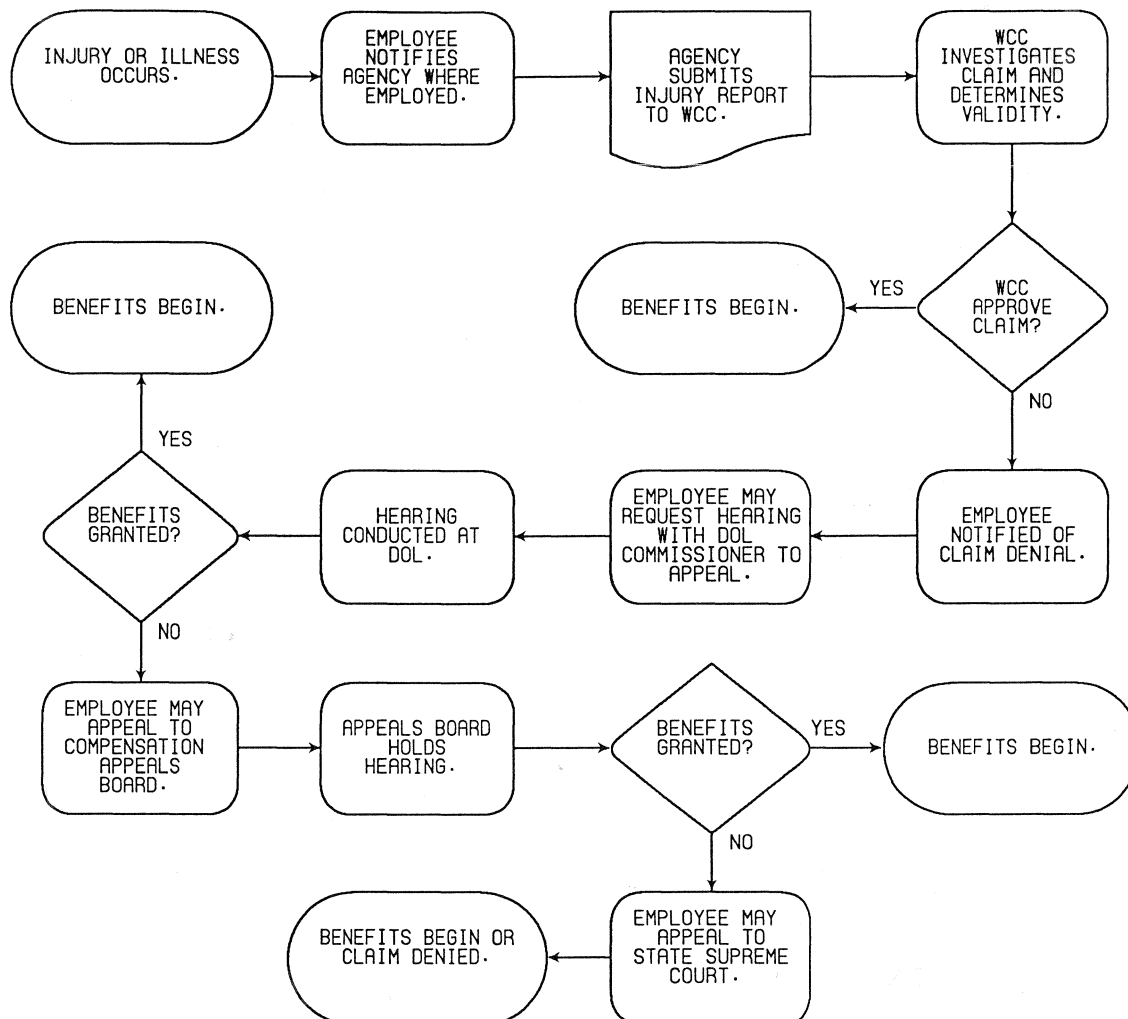 INJURY OR ILLNESS
OCCURS.
EMPLOYEE
NOTIFIES
AGENCY WHERE
EMPLOYED.
AGENCY
SUBMITS
INJURY REPORT
TO WCC.
WCC
INVESTIGATES
CLAIM AND
DETERMINES
VALIDITY.
WCC
APPROVE
CLAIM?
YES
BENEFITS BEGIN.
NO
EMPLOYEE
NOTIFIED OF
CLAIM DENIAL.
EMPLOYEE MAY
REQUEST HEARING
WITH DOL
COMMISSIONER TO
APPEAL.
HEARING
CONDUCTED AT
DOL.
BENEFITS
GRANTED?
YES
BENEFITS BEGIN.
NO
EMPLOYEE MAY
APPEAL TO
COMPENSATION
APPEALS
BOARD.
APPEALS BOARD
HOLDS
HEARING.
BENEFITS
GRANTED?
YES
BENEFITS BEGIN.
NO
EMPLOYEE MAY
APPEAL TO
STATE SUPREME
COURT.
BENEFITS BEGIN OR
CLAIM DENIED.